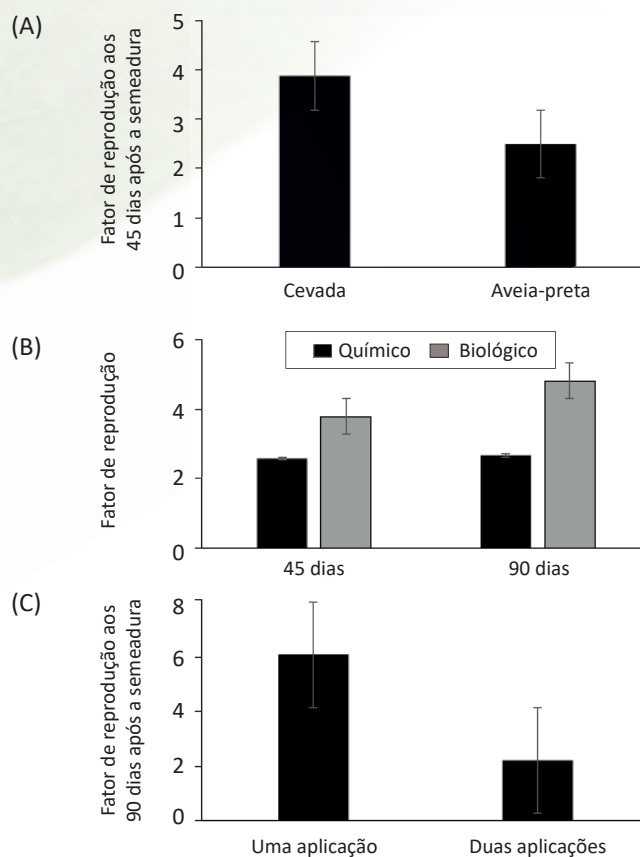 (A)
Fator de reprodução aos
45 dias após a semeadura
5
4
3
2
1
0
Cevada
Aveia-preta
(B)
Fator de reprodução
6
4
2
0
Químico
Biológico
45 dias
90 dias
(C)
Fator de reprodução aos
90 dias após a semeadura
8
6
4
2
0
Uma aplicação
Duas aplicações